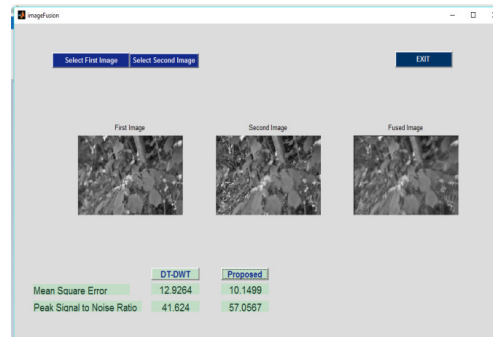 imageFusion
Select First Image Select Second Image EXIT
First Image Second Image Fused Image
DT-DWT Proposed
Mean Square Error 12.9264 10.1499
Peak Signal to Noise Ratio 41.624 57.0567